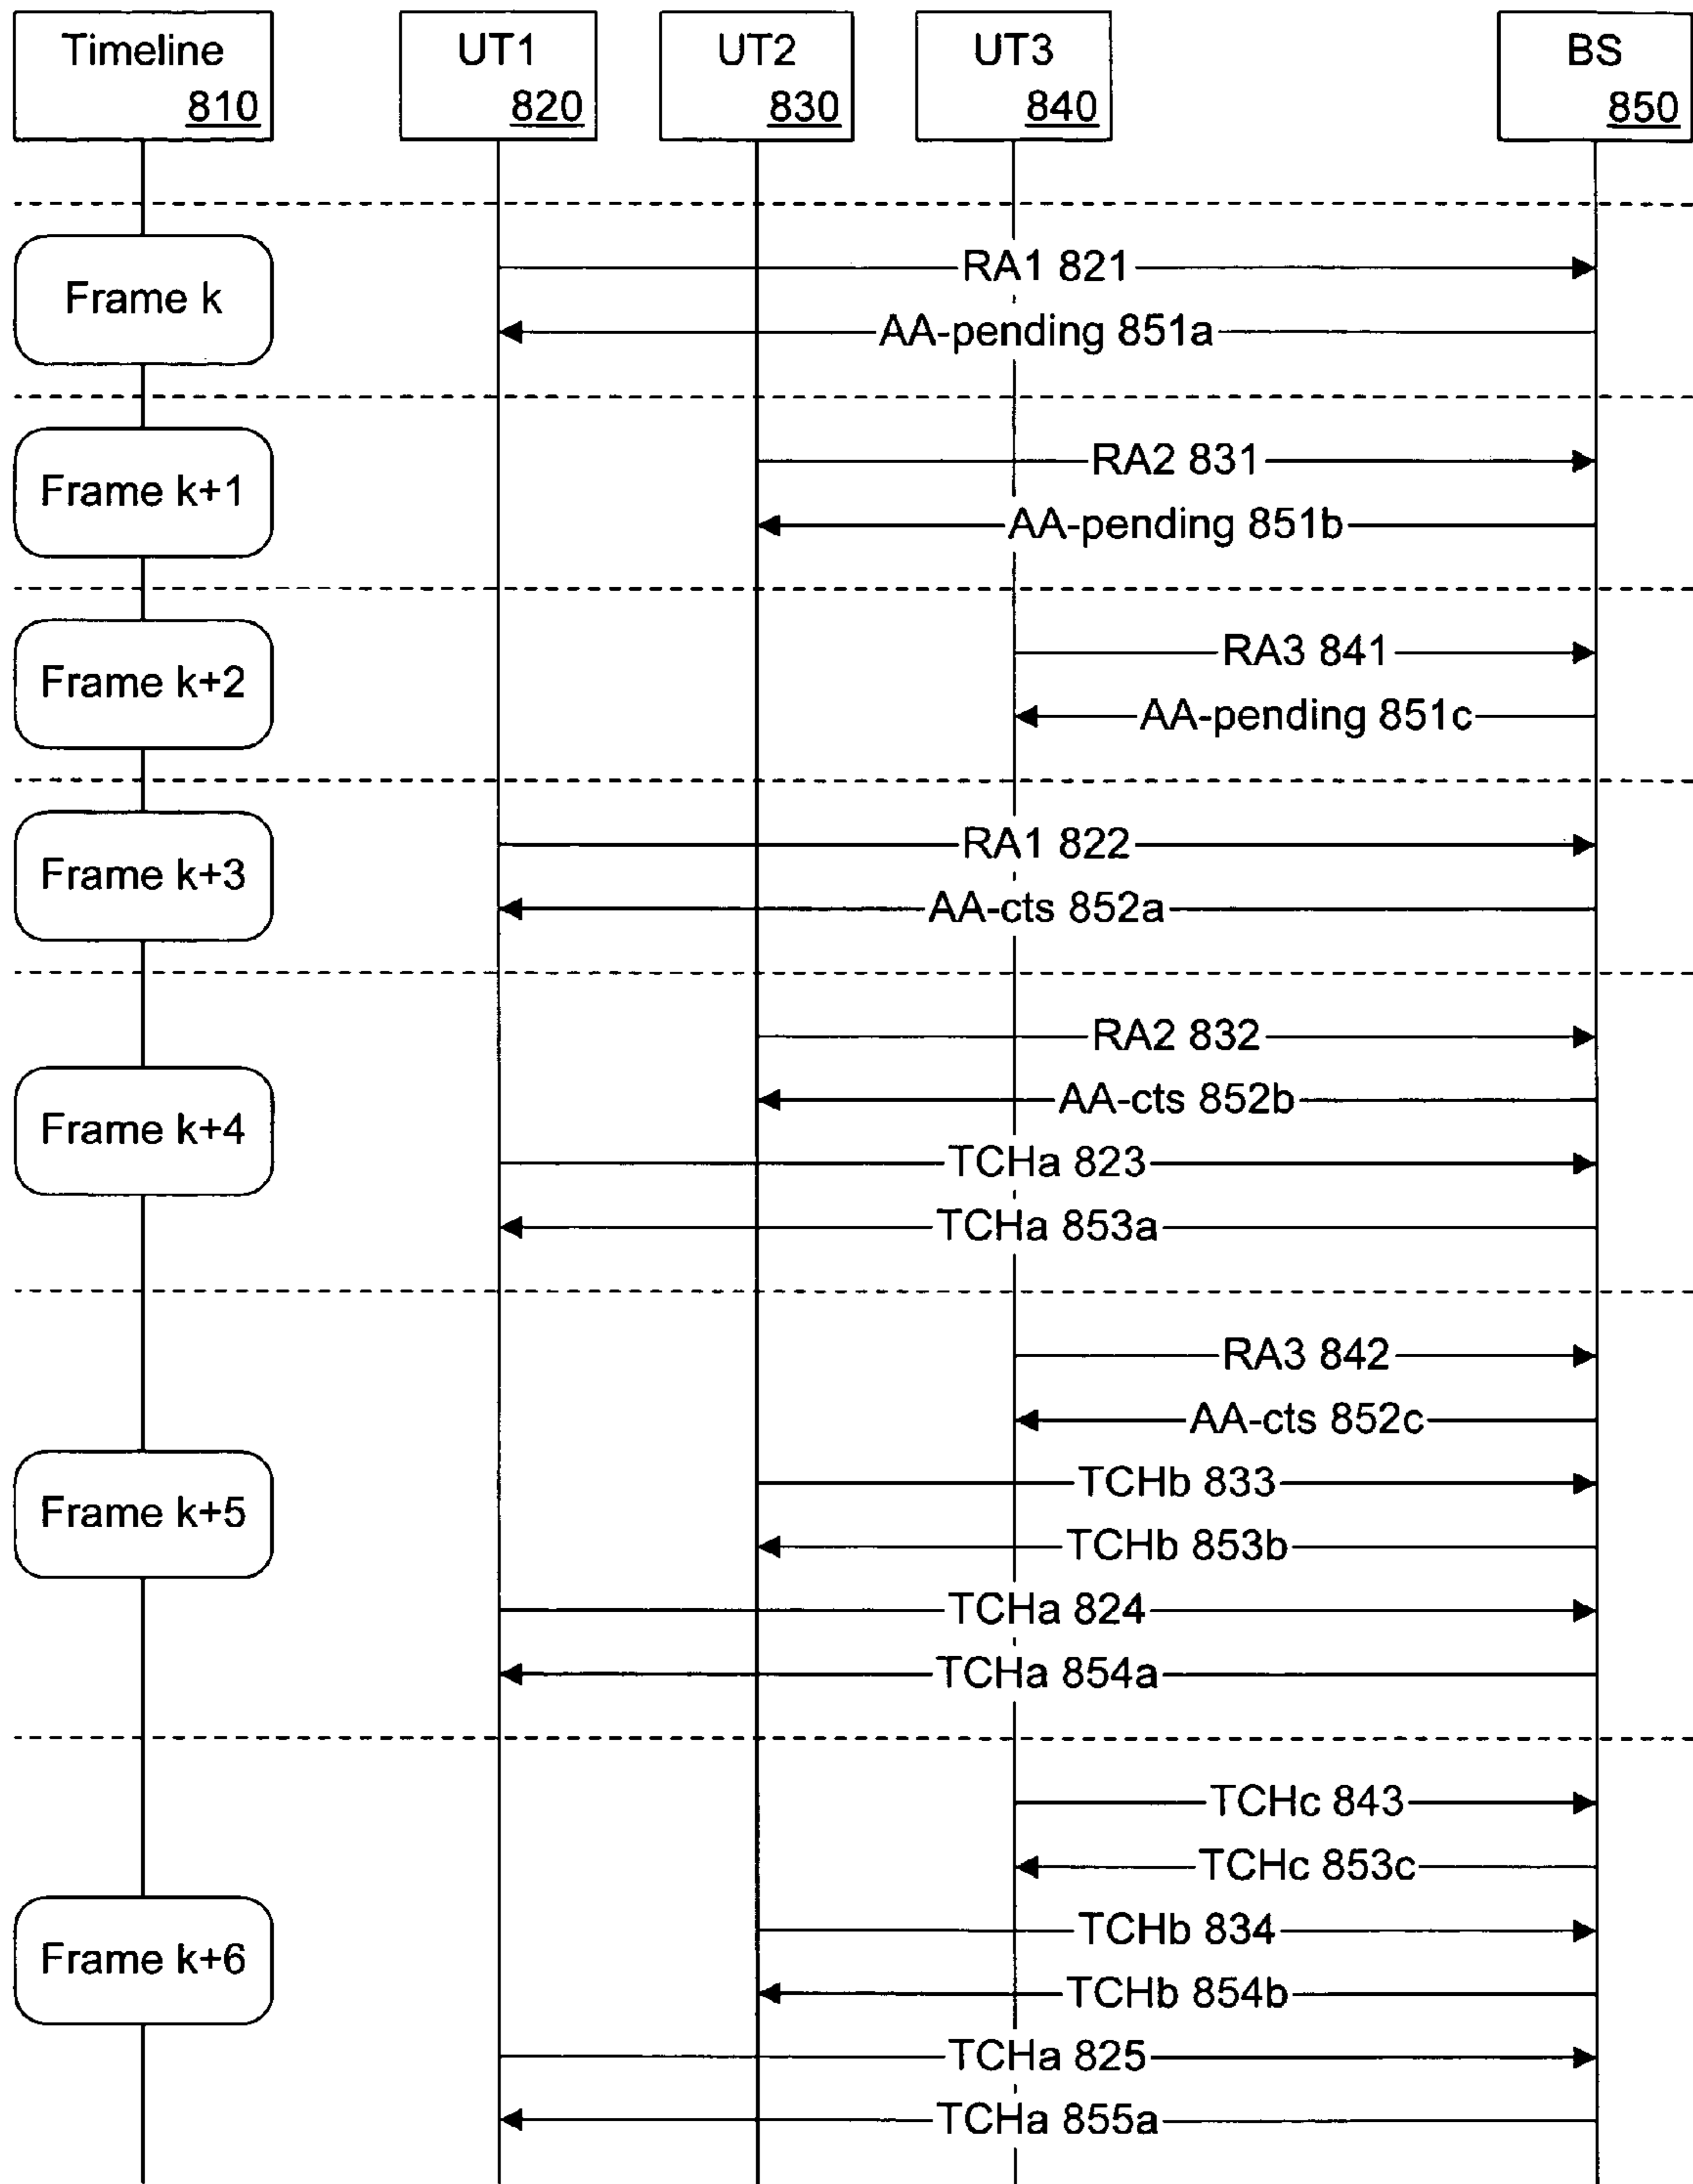 Timeline
810
UT1
820
UT2
830
UT3
840
BS
850
Frame k
RA1 821
AA-pending 851a
Frame k+1
RA2 831
AA-pending 851b
Frame k+2
RA3 841
AA-pending 851c
Frame k+3
RA1 822
AA-cts 852a
Frame k+4
RA2 832
AA-cts 852b
TCHa 823
TCHa 853a
Frame k+5
RA3 842
AA-cts 852c
TCHb 833
TCHb 853b
TCHa 824
TCHa 854a
Frame k+6
TCHc 843
TCHc 853c
TCHb 834
TCHb 854b
TCHa 825
TCHa 855a